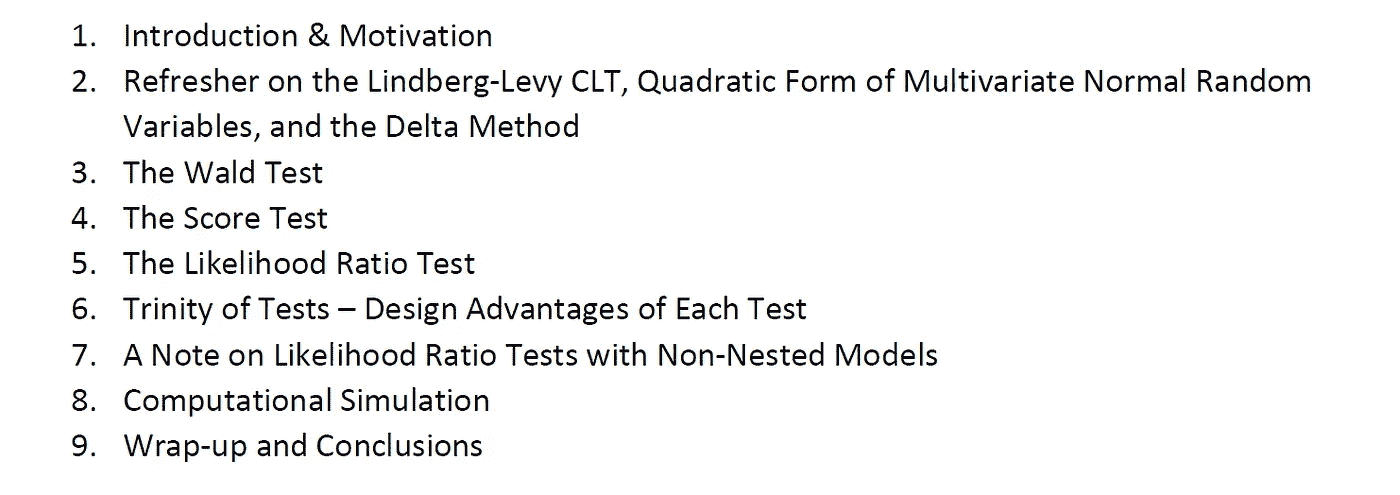 1. Introduction & Motivation
2. Refresher on the Lindberg-Levy CLT, Quadratic Form of Multivariate Normal Random
Variables, and the Delta Method
3. The Wald Test
4. The Score Test
5. The Likelihood Ratio Test
6. Trinity of Tests – Design Advantages of Each Test
7. A Note on Likelihood Ratio Tests with Non-Nested Models
8. Computational Simulation
9. Wrap-up and Conclusions